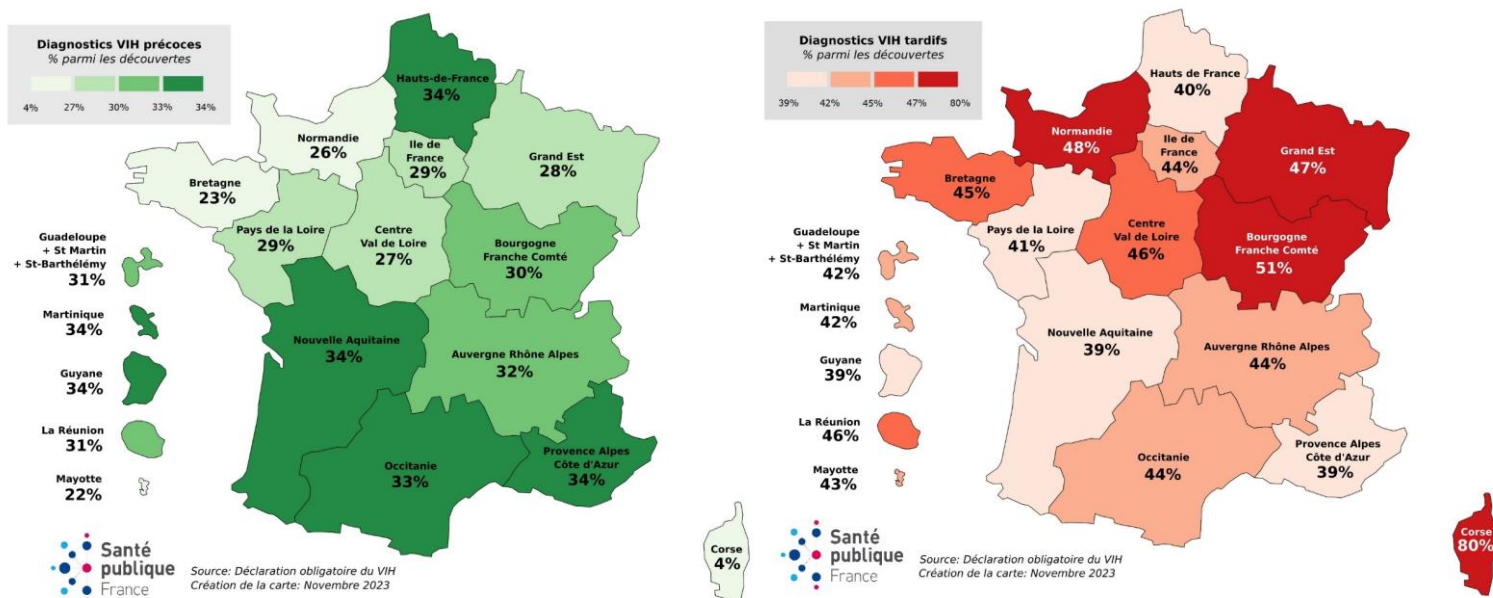 Diagnostics VIH précoces
% parmi les découvertes
4% 27% 30% 33% 34%
Hauts-de-France
34%
Normandie
26%
Ile de
France
29%
Grand Est
28%
Bretagne
23%
Pays de la Loire
29%
Centre
Val de Loire
27%
Bourgogne
Franche Comté
30%
Guadeloupe
+ St Martin
+ St-Barthélémy
31%
Martinique
34%
Nouvelle Aquitaine
34%
Auvergne Rhône Alpes
32%
Guyane
34%
La Réunion
31%
Occitanie
33%
Provence Alpes
Côte d'Azur
34%
Mayotte
22%
Corse
4%
Santé
publique
France
Source: Déclaration obligatoire du VIH
Création de la carte: Novembre 2023
Diagnostics VIH tardifs
% parmi les découvertes
39% 42% 45% 47% 80%
Hauts de France
40%
Normandie
48%
Ile de
France
44%
Grand Est
47%
Bretagne
45%
Pays de la Loire
41%
Centre
Val de Loire
46%
Bourgogne
Franche Comté
51%
Guadeloupe
+ St Martin
+ St-Barthélémy
42%
Martinique
42%
Nouvelle Aquitaine
39%
Auvergne Rhône Alpes
44%
Guyane
39%
La Réunion
46%
Occitanie
44%
Provence Alpes
Côte d'Azur
39%
Mayotte
43%
Corse
80%
Santé
publique
France
Source: Déclaration obligatoire du VIH
Création de la carte: Novembre 2023